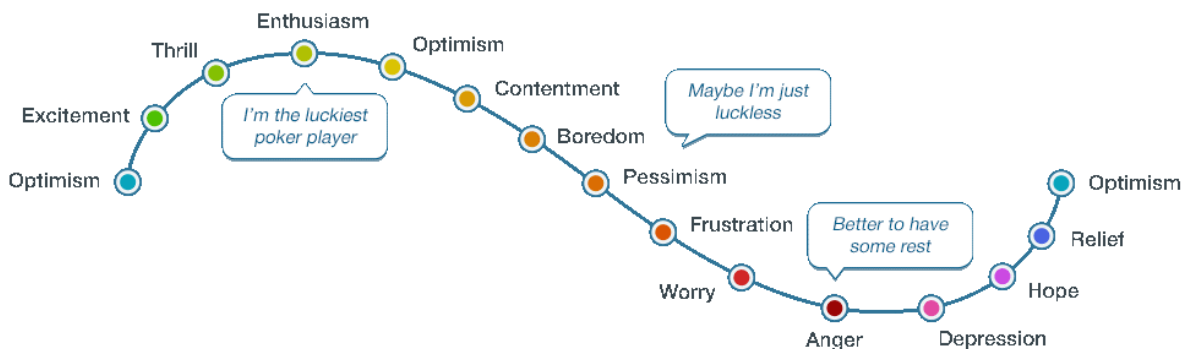 Enthusiasm
Thrill
Optimism
Excitement
I'm the luckiest
poker player
Contentment
Maybe I'm just
luckless
Boredom
Optimism
Pessimism
Optimism
Frustration
Better to have
some rest
Relief
Worry
Hope
Anger
Depression